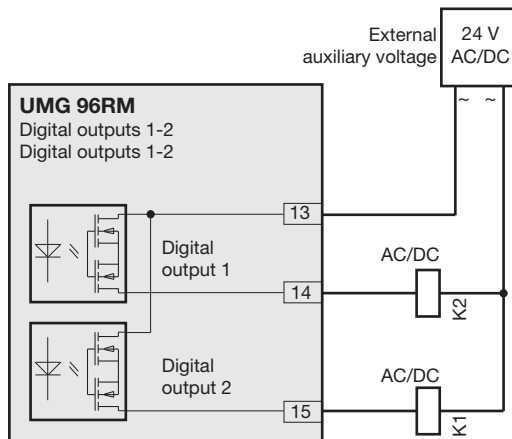 External
auxiliary voltage
24 V
AC/DC
~ ~
UMG 96RM
Digital outputs 1-2
Digital outputs 1-2
13
Digital
output 1
AC/DC
14
K2
Digital
output 2
AC/DC
15
K1